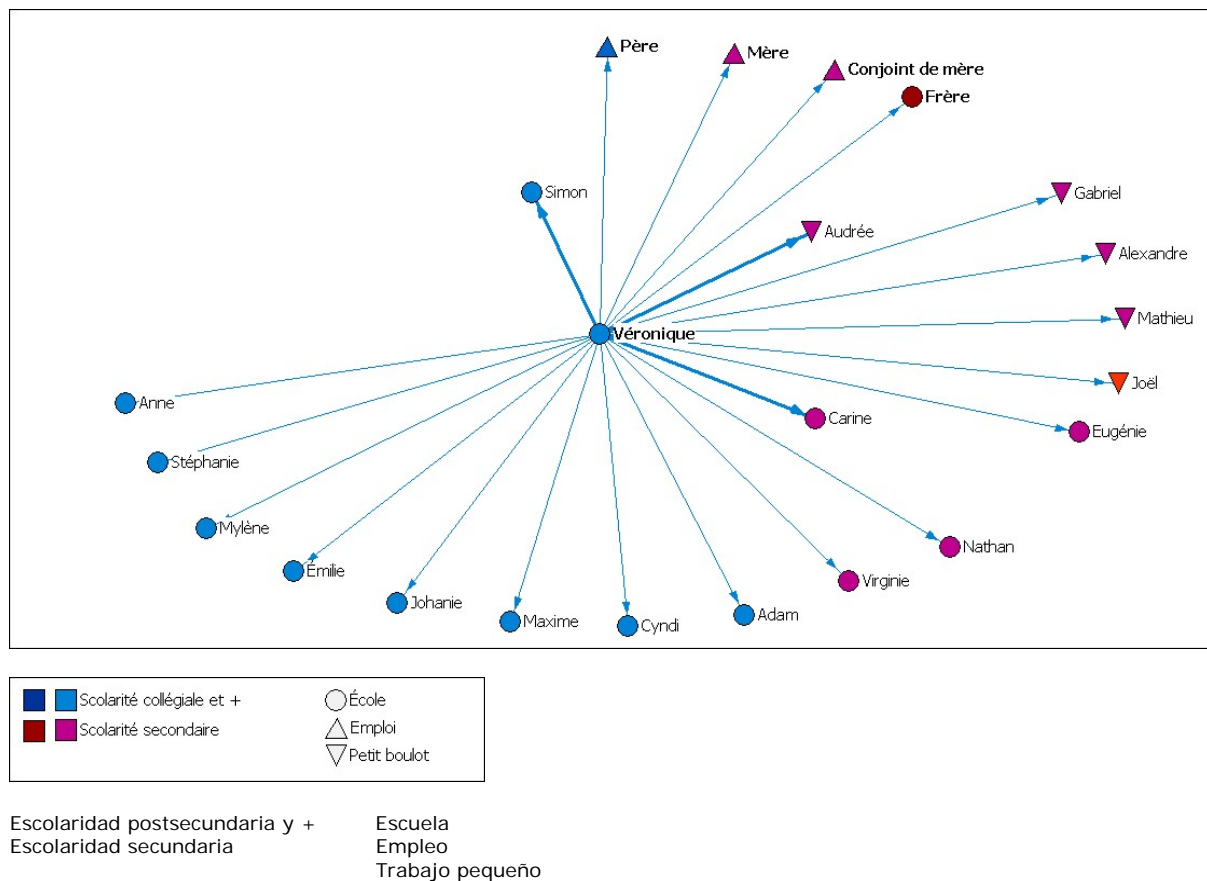 Père
Mère
Conjoint de mère
Frère
Simon
Gabriel
Audrée
Alexandre
Mathieu
Véronique
Joël
Anne
Carine
Eugénie
Stéphanie
Mylène
Nathan
Émilie
Virginie
Johanie
Maxime
Cyndi
Adam
Scolarité collégiale et +
École
Scolarité secondaire
Emploi
Petit boulot
Escolaridad postsecundaria y +
Escuela
Escolaridad secundaria
Empleo
Trabajo pequeño